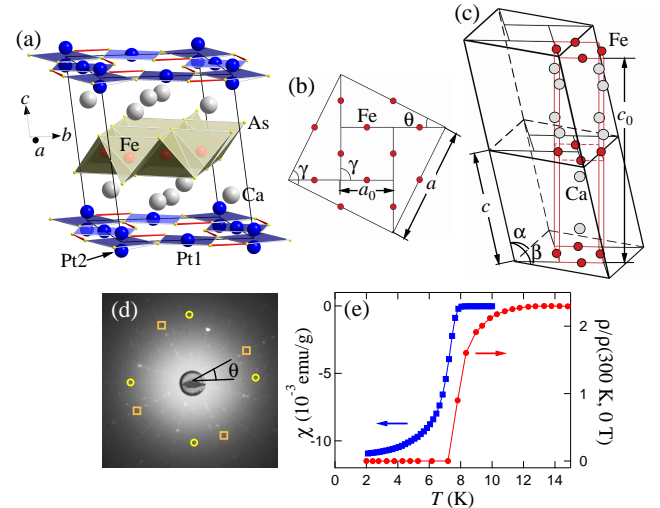 (a)
c
b
a
Fe
As
Ca
Pt2
Pt1
(b)
Fe
θ
γ
γ
a₀
a
(c)
Fe
c₀
Ca
c
α
β
(d)
θ
(e)
0
-5
-10
χ (10⁻³ emu/g)
2
1
0
ρ/ρ(300 K, 0 T)
0 2 4 6 8 10 12 14
T (K)